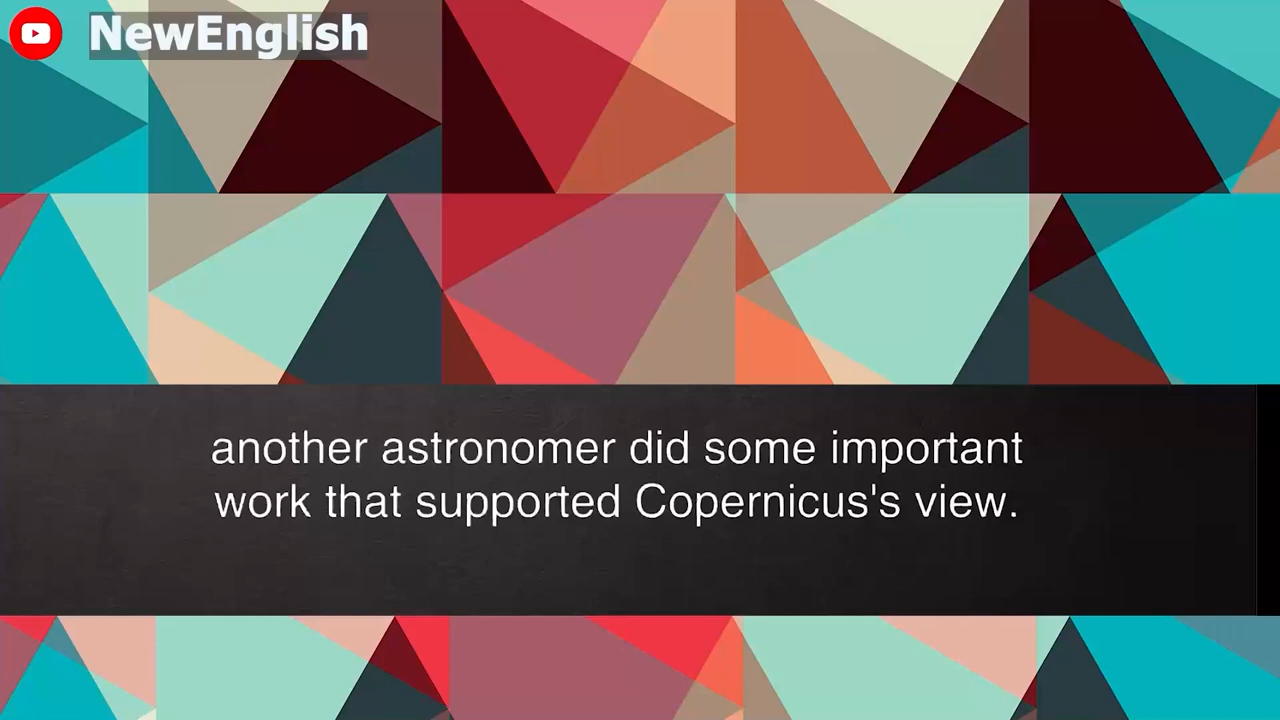 NewEnglish
another astronomer did some important
work that supported Copernicus's view.